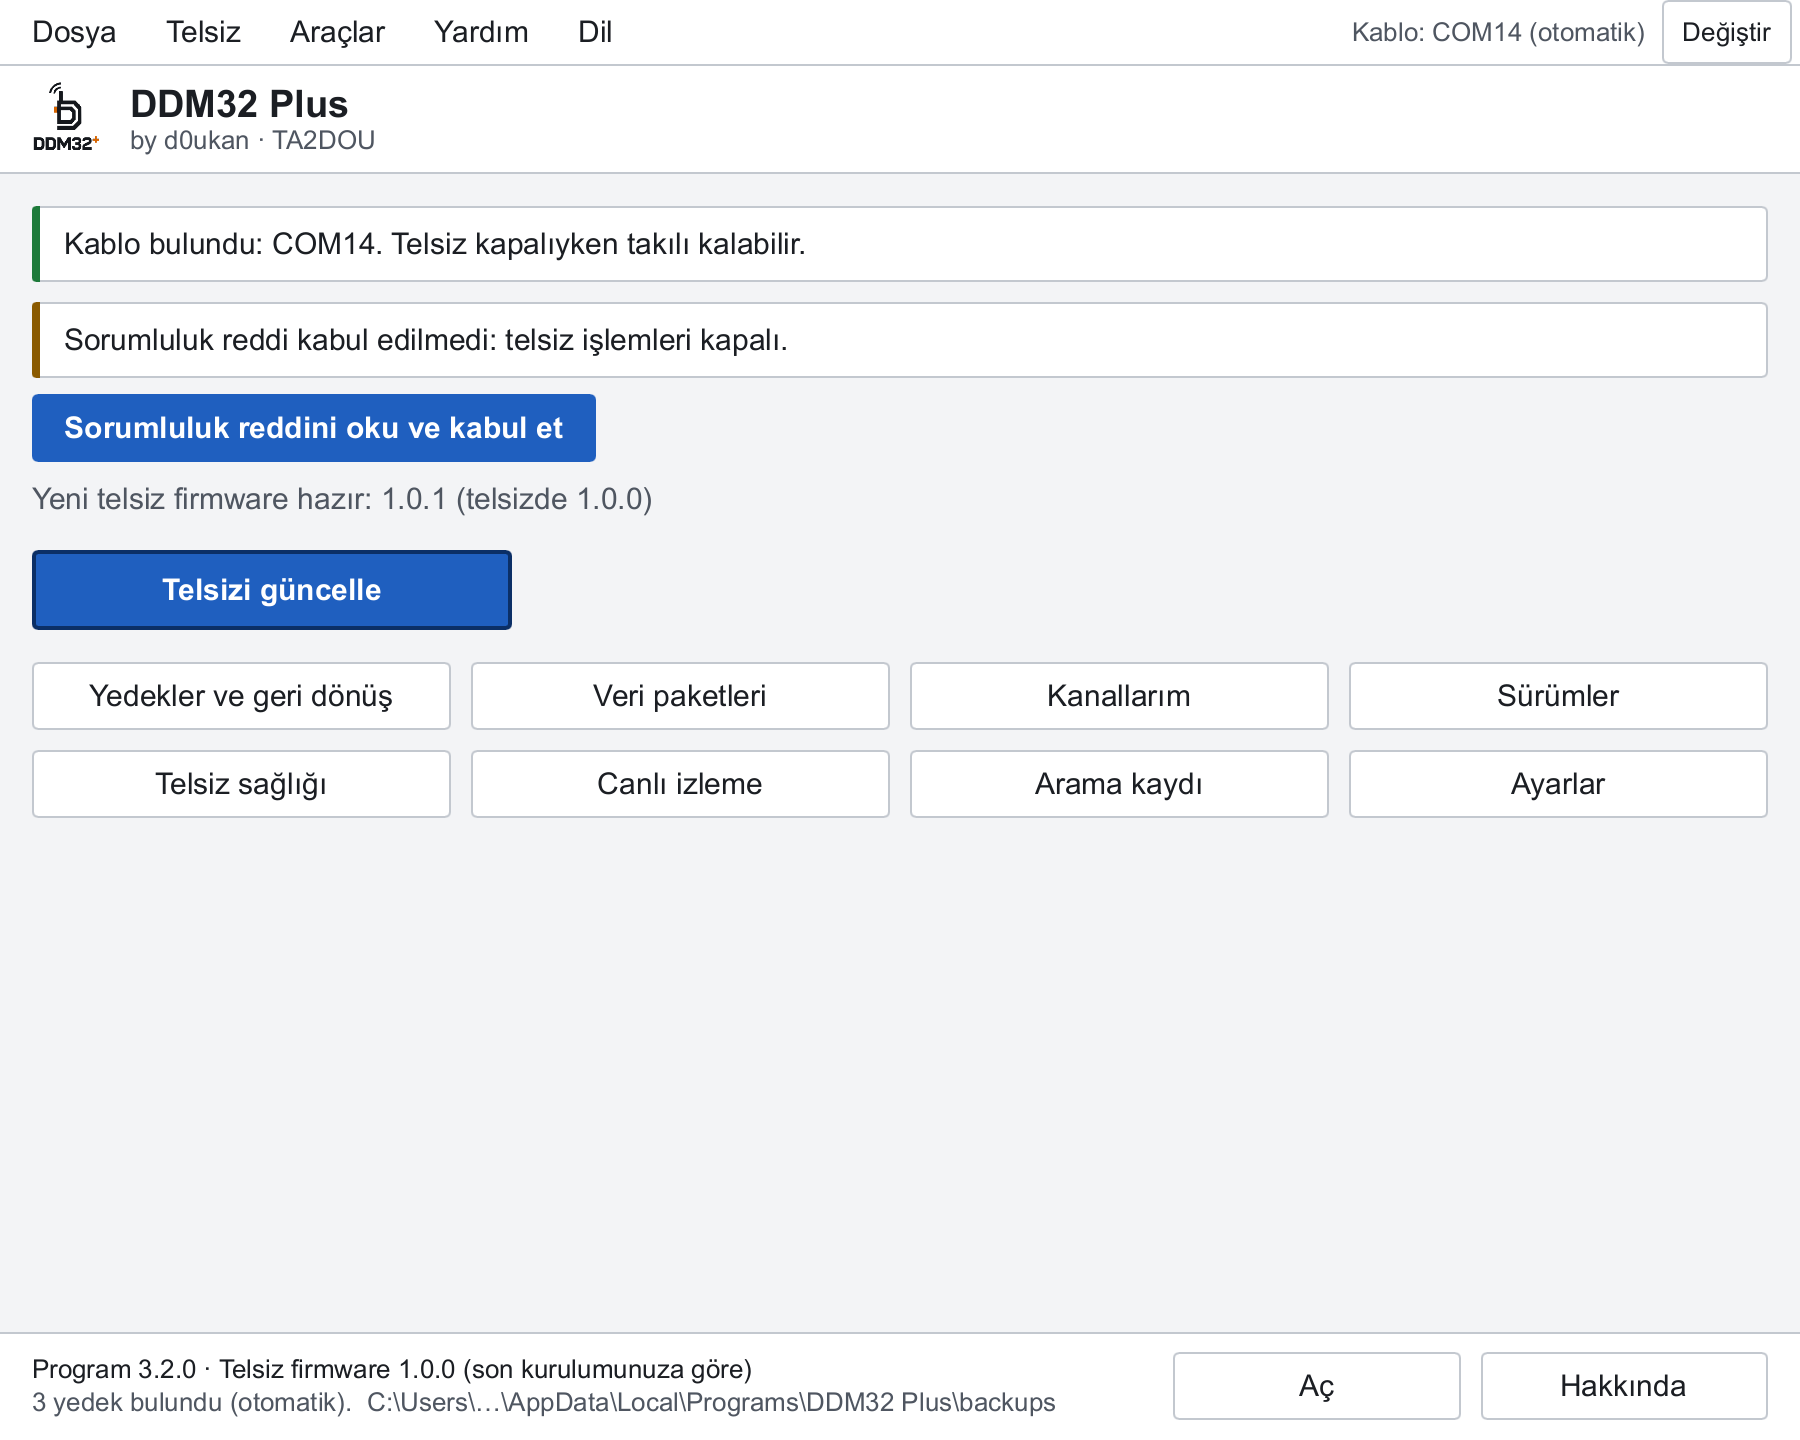 Dosya Telsiz Araçlar Yardım Dil Kablo: COM14 (otomatik) Değiştir
DDM32+
DDM32 Plus
by d0ukan · TA2DOU
Kablo bulundu: COM14. Telsiz kapalıyken takılı kalabilir.
Sorumluluk reddi kabul edilmedi: telsiz işlemleri kapalı.
Sorumluluk reddini oku ve kabul et
Yeni telsiz firmware hazır: 1.0.1 (telsizde 1.0.0)
Telsizi güncelle
Yedekler ve geri dönüş Veri paketleri Kanallarım Sürümler
Telsiz sağlığı Canlı izleme Arama kaydı Ayarlar
Program 3.2.0 · Telsiz firmware 1.0.0 (son kurulumunuza göre)
3 yedek bulundu (otomatik). C:\Users\…\AppData\Local\Programs\DDM32 Plus\backups
Aç Hakkında